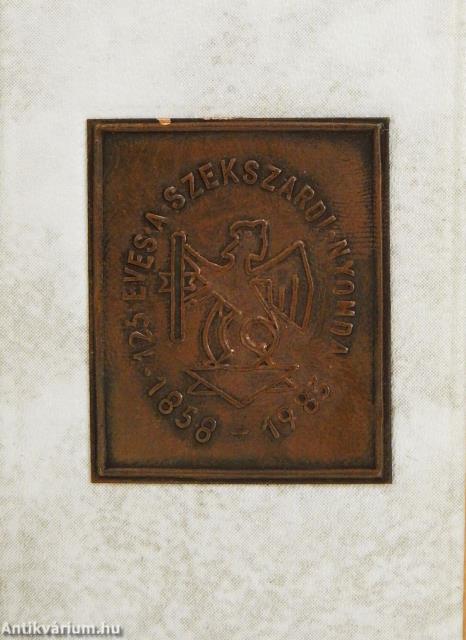 125 ÉVES A SZEKSZÁRDI NYOMDA
1858 – 1983
Antikvárium.hu